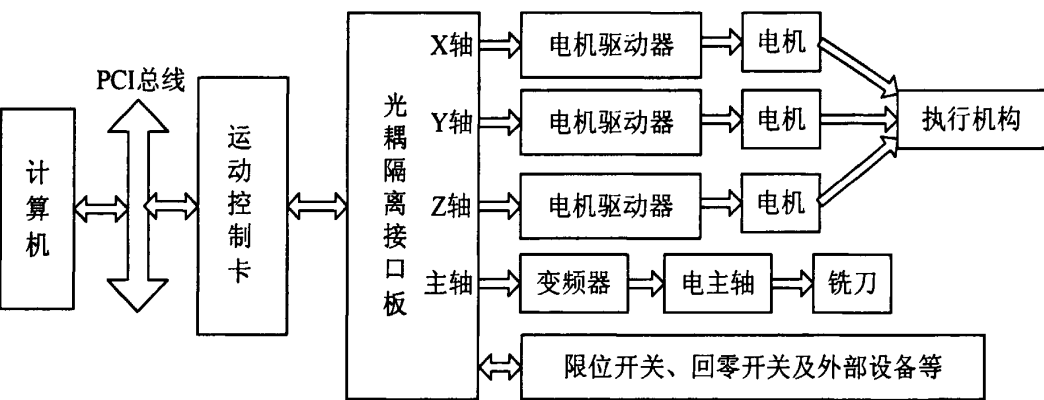 PCI总线
计算机
运动控制卡
光耦隔离接口板
X轴
电机驱动器
电机
Y轴
电机驱动器
电机
执行机构
Z轴
电机驱动器
电机
主轴
变频器
电主轴
铣刀
限位开关、回零开关及外部设备等